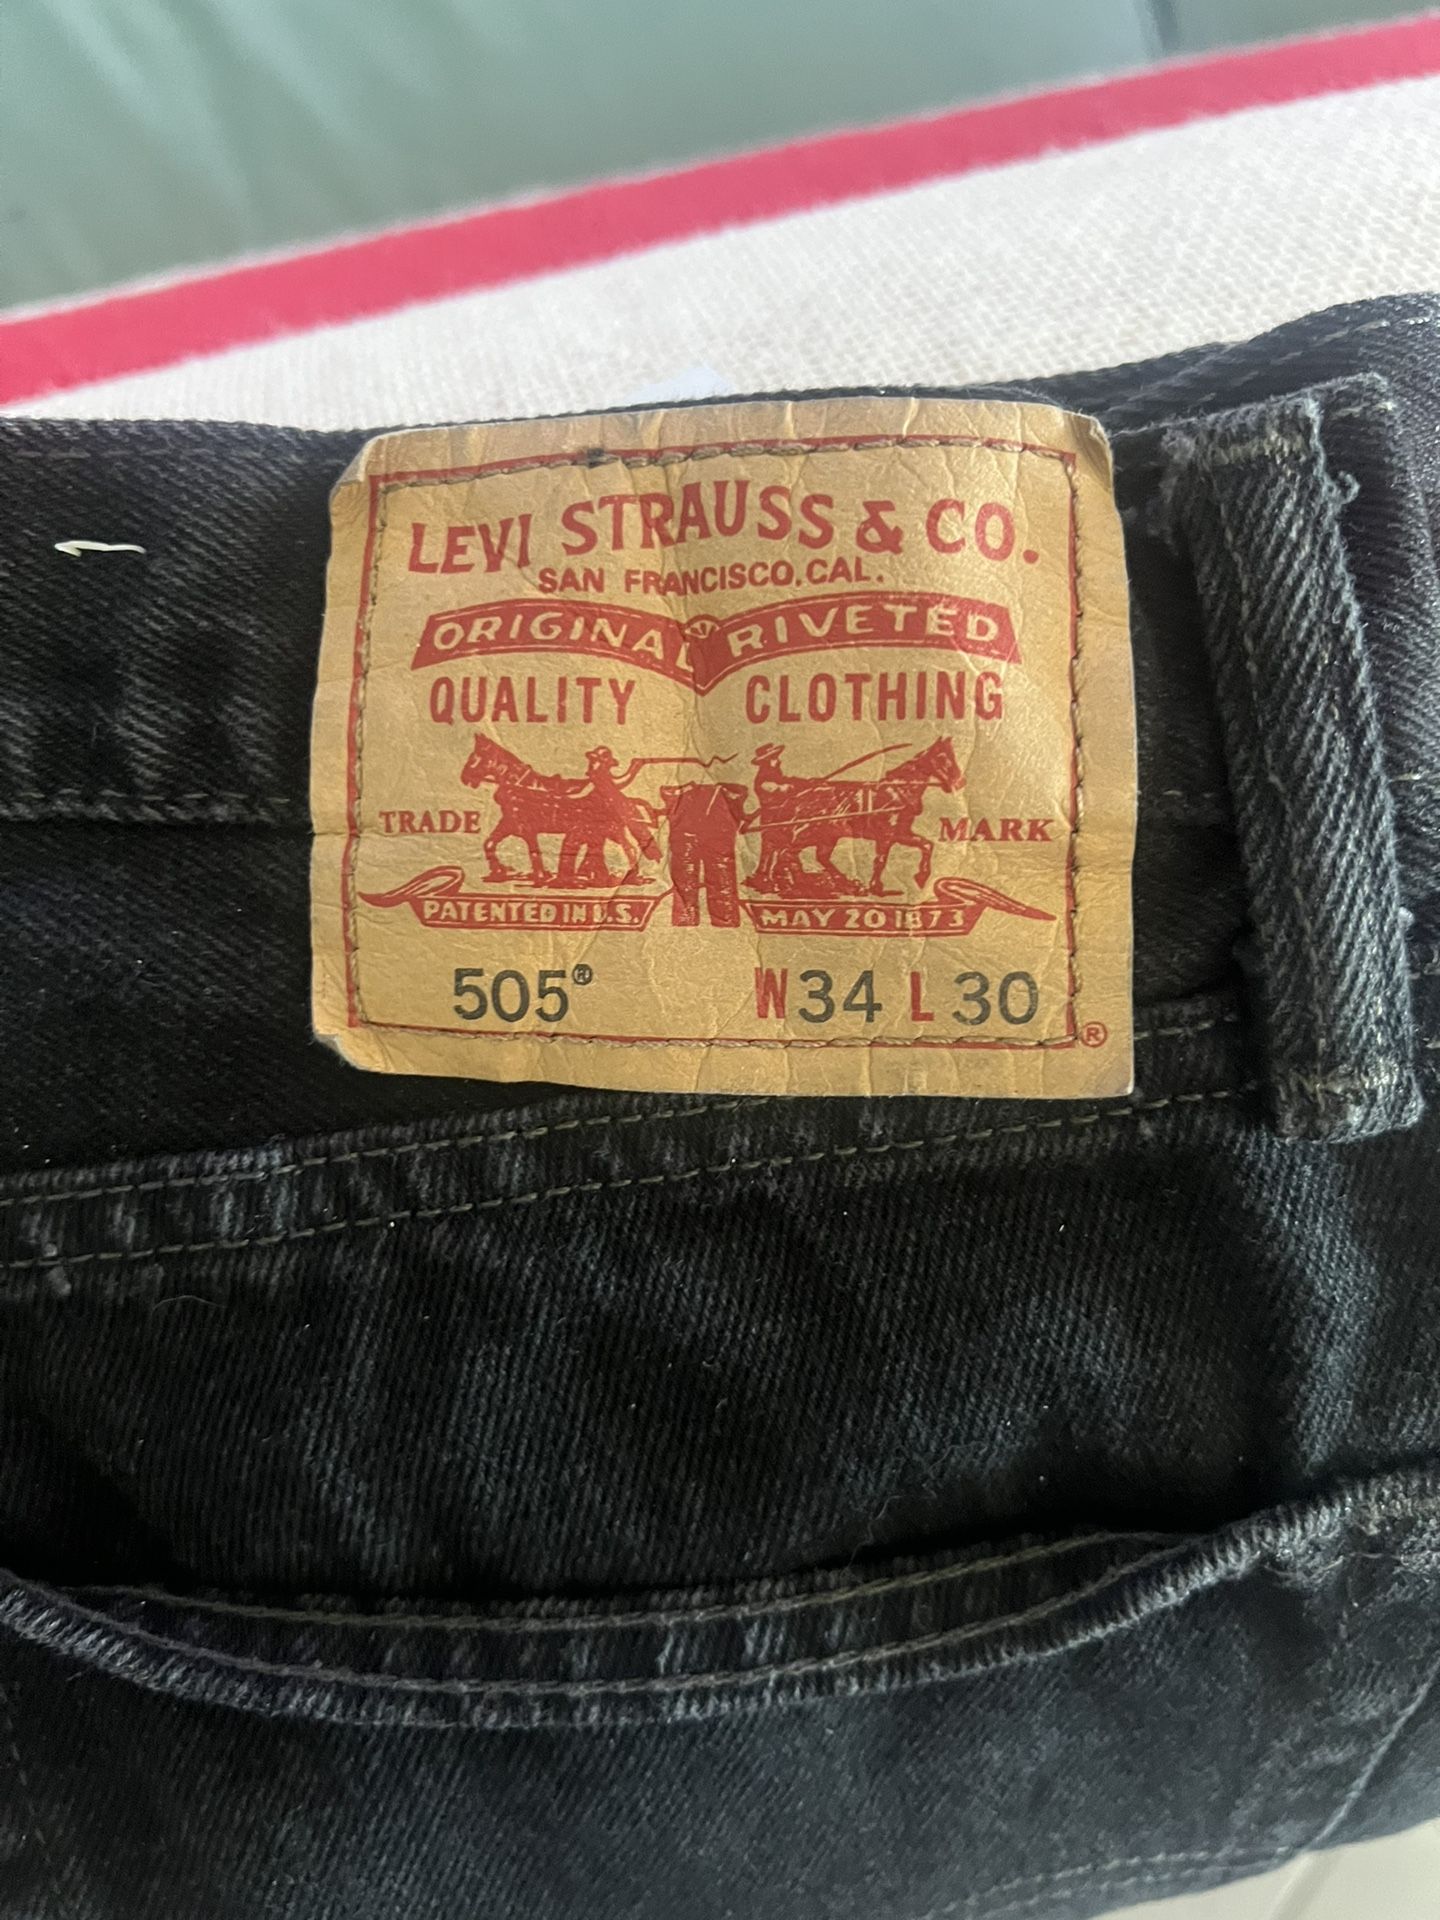 LEVI STRAUSS & CO.
SAN FRANCISCO, CAL.
ORIGINAL RIVETED
QUALITY CLOTHING
TRADE MARK
PATENTED IN U.S. MAY 20 1873
505® W34 L30
®